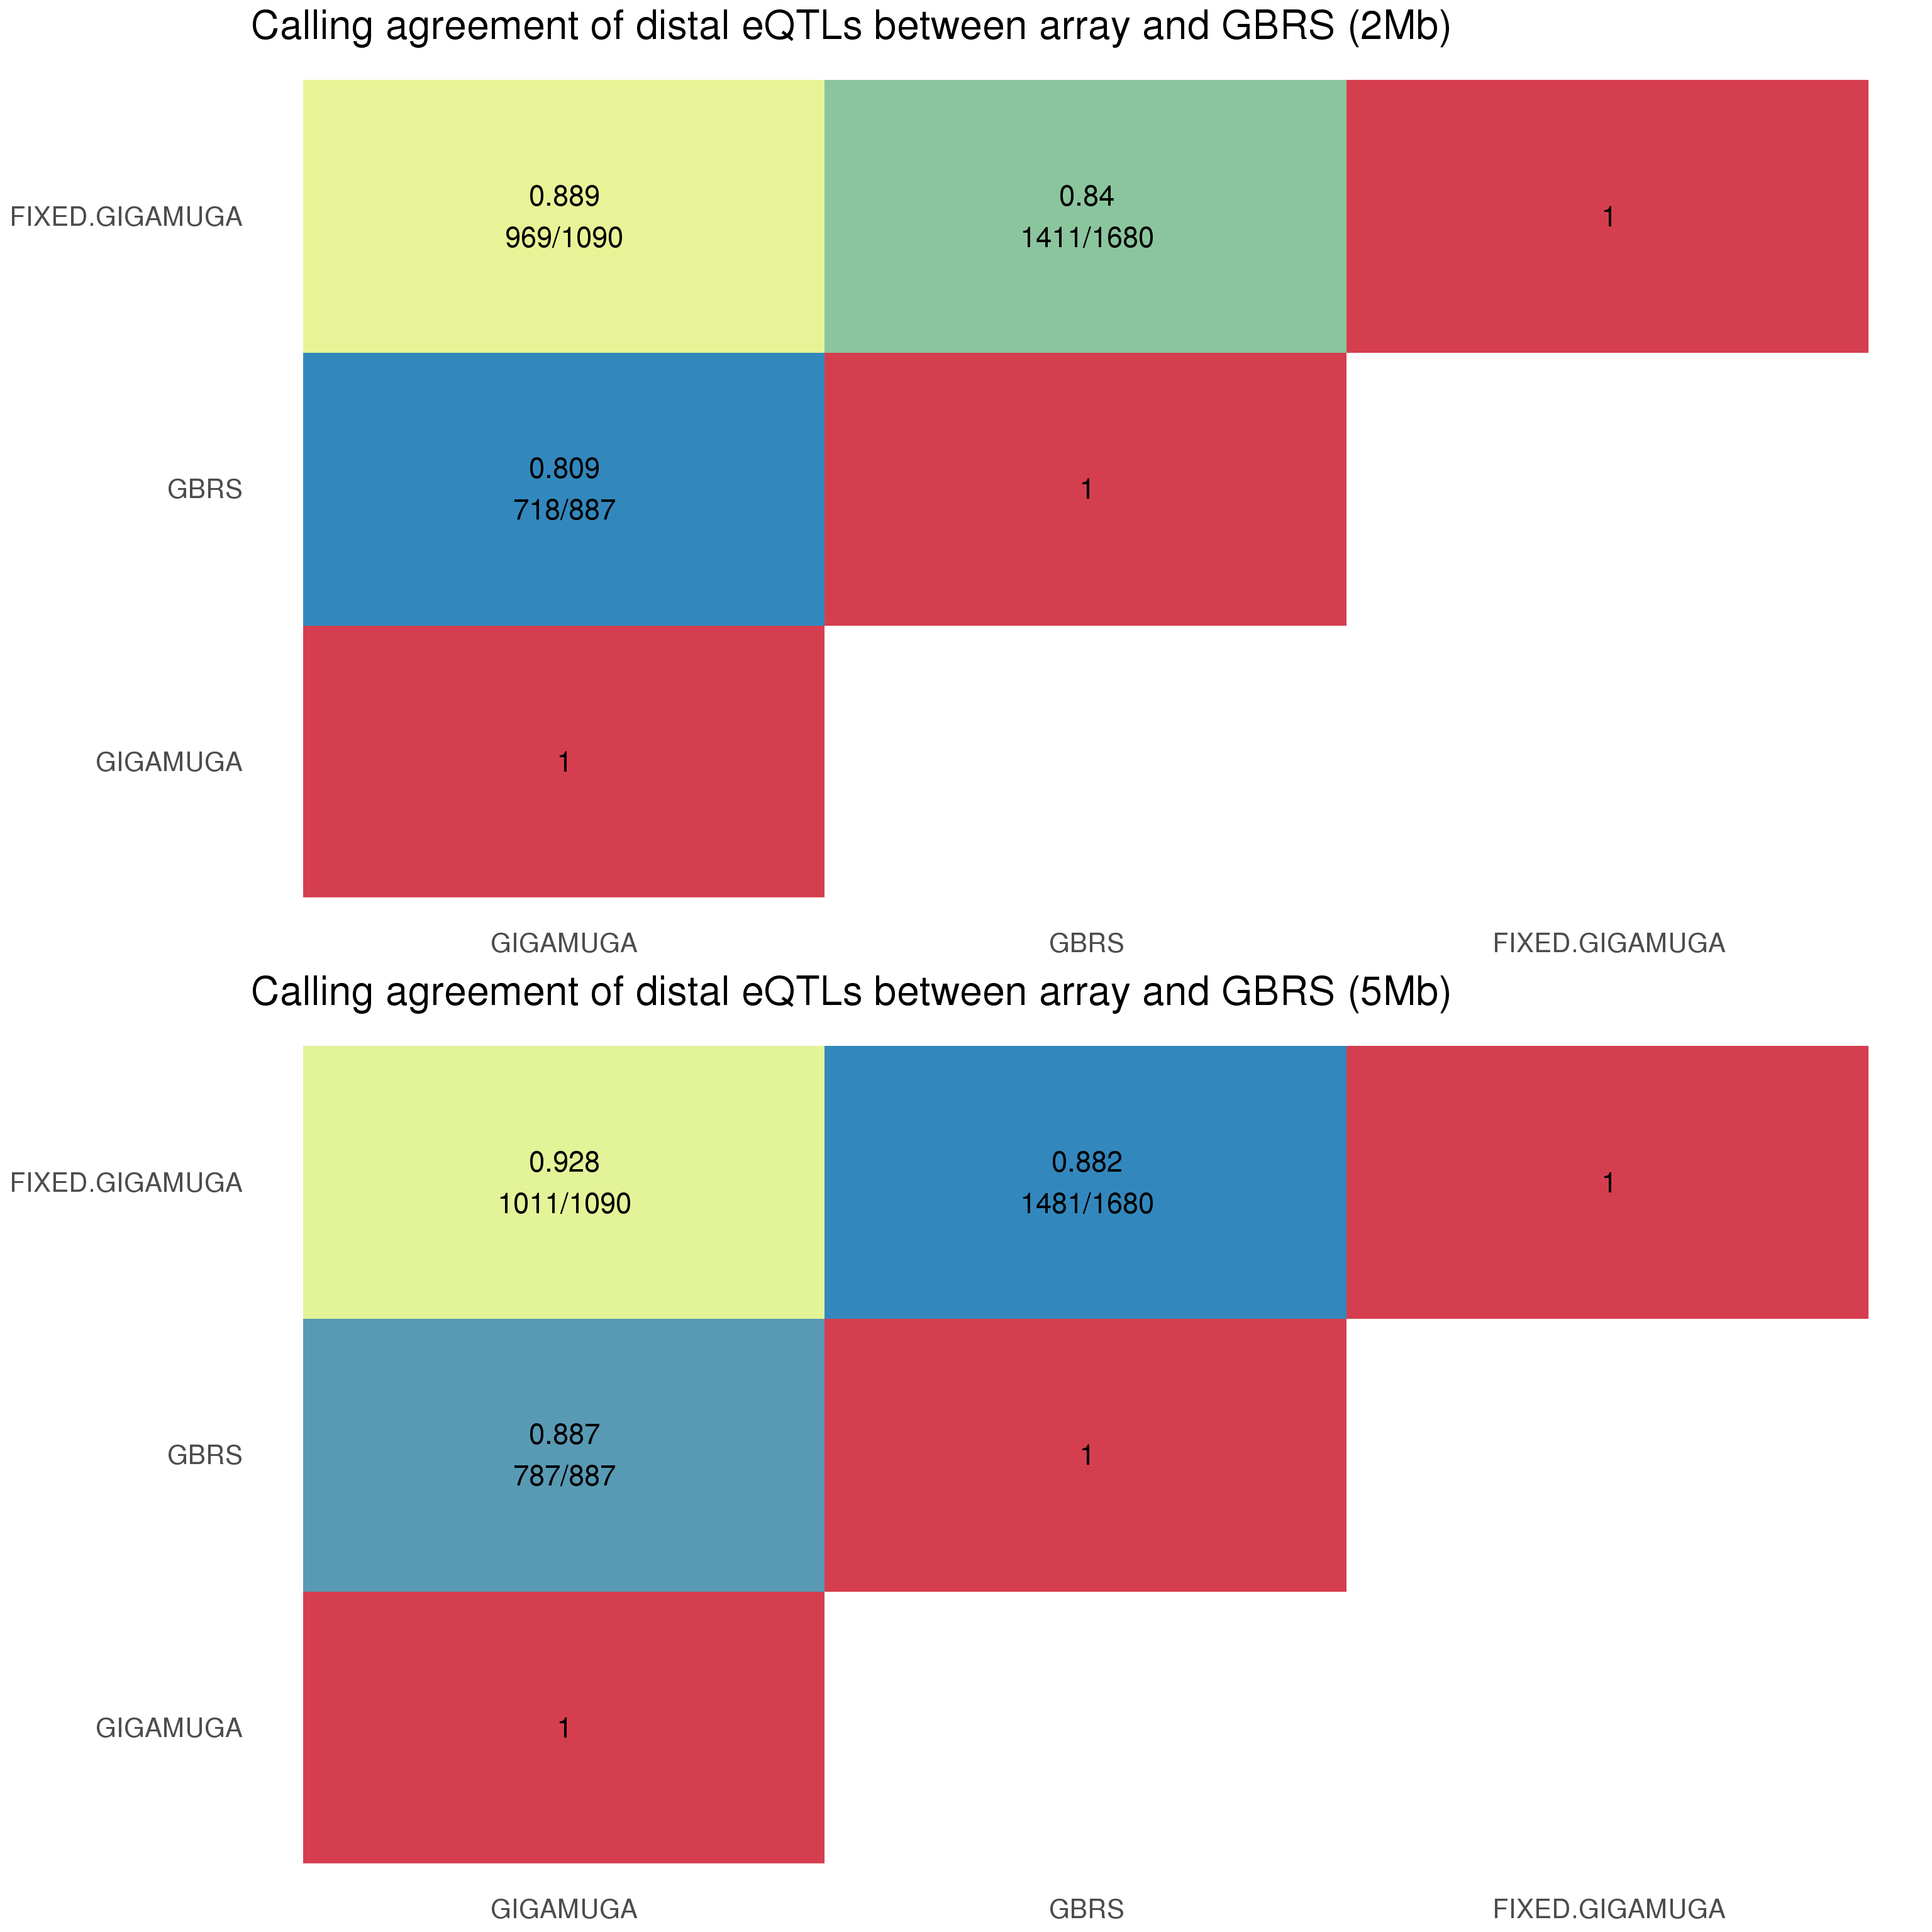 Calling agreement of distal eQTLs between array and GBRS (2Mb)
FIXED.GIGAMUGA
0.889
969/1090
0.84
1411/1680
1
GBRS
0.809
718/887
1
GIGAMUGA
1
GIGAMUGA
GBRS
FIXED.GIGAMUGA
Calling agreement of distal eQTLs between array and GBRS (5Mb)
FIXED.GIGAMUGA
0.928
1011/1090
0.882
1481/1680
1
GBRS
0.887
787/887
1
GIGAMUGA
1
GIGAMUGA
GBRS
FIXED.GIGAMUGA